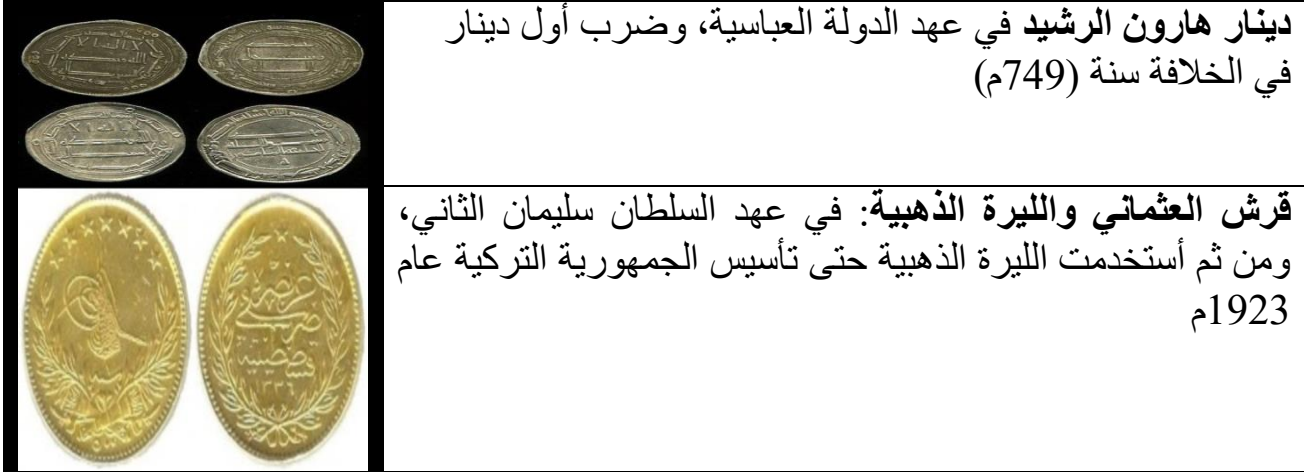 دينار هارون الرشيد في عهد الدولة العباسية، وضرب أول دينار
في الخلافة سنة (749م)
قرش العثماني والليرة الذهبية: في عهد السلطان سليمان الثاني،
ومن ثم أستخدمت الليرة الذهبية حتى تأسيس الجمهورية التركية عام
1923م